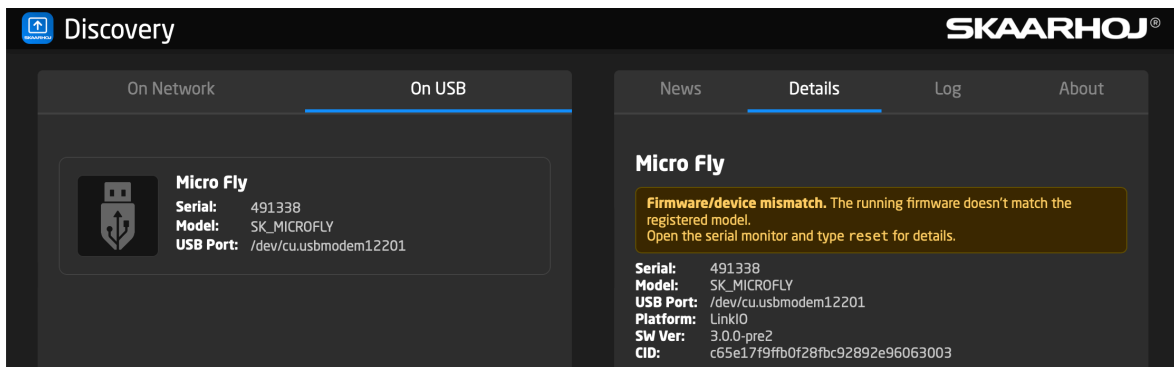 SKAARHOJ
Discovery
SKAARHOJ®
On Network
On USB
Micro Fly
Serial: 491338
Model: SK_MICROFLY
USB Port: /dev/cu.usbmodem12201
News
Details
Log
About
Micro Fly
Firmware/device mismatch. The running firmware doesn't match the
registered model.
Open the serial monitor and type reset for details.
Serial: 491338
Model: SK_MICROFLY
USB Port: /dev/cu.usbmodem12201
Platform: LinkIO
SW Ver: 3.0.0-pre2
CID: c65e17f9ffb0f28fbc92892e96063003